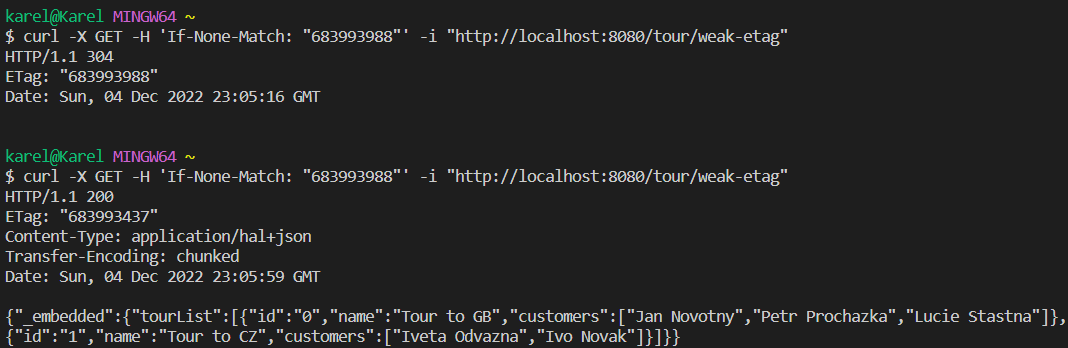 karel@Karel MINGW64 ~
$ curl -X GET -H 'If-None-Match: "683993988"' -i "http://localhost:8080/tour/weak-etag"
HTTP/1.1 304
ETag: "683993988"
Date: Sun, 04 Dec 2022 23:05:16 GMT
karel@Karel MINGW64 ~
$ curl -X GET -H 'If-None-Match: "683993988"' -i "http://localhost:8080/tour/weak-etag"
HTTP/1.1 200
ETag: "683993437"
Content-Type: application/hal+json
Transfer-Encoding: chunked
Date: Sun, 04 Dec 2022 23:05:59 GMT
{"_embedded":{"tourList":[{"id":"0","name":"Tour to GB","customers":["Jan Novotny","Petr Prochazka","Lucie Stastna"]},
{"id":"1","name":"Tour to CZ","customers":["Iveta Odvazna","Ivo Novak"]}]}}